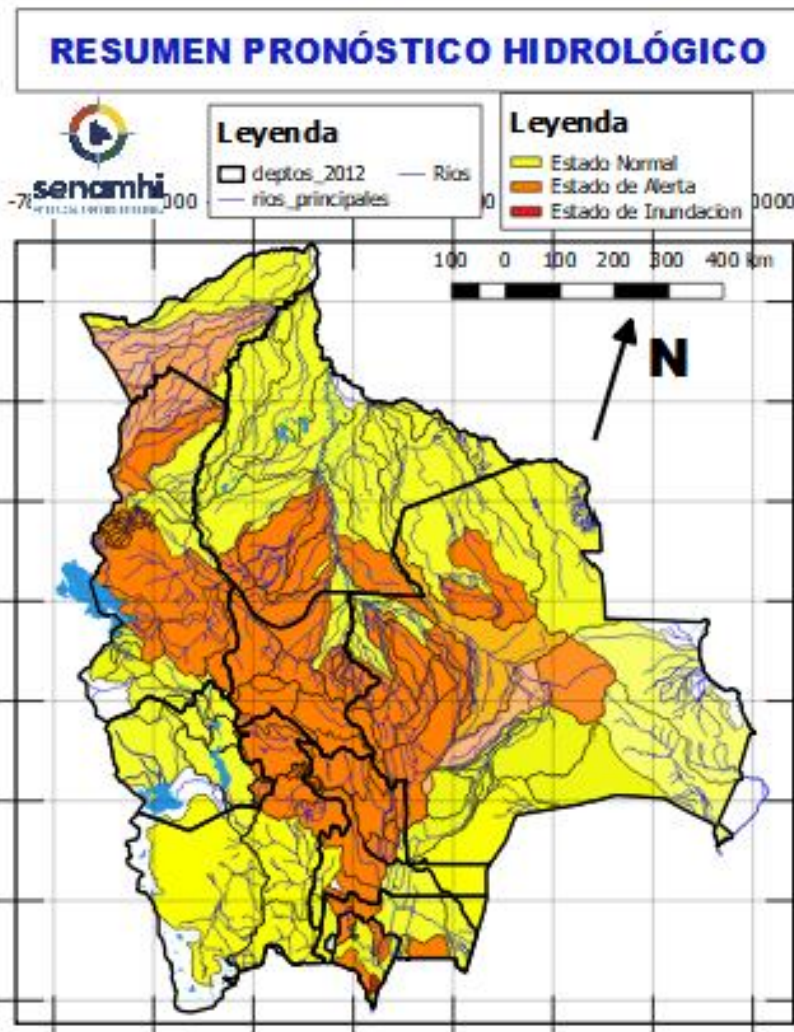 RESUMEN PRONÓSTICO HIDROLÓGICO
senamhi
Leyenda
deptos_2012
Rios
rios_principales
Leyenda
Estado Normal
Estado de Alerta
Estado de Inundacion
100 0 100 200 300 400 km
N